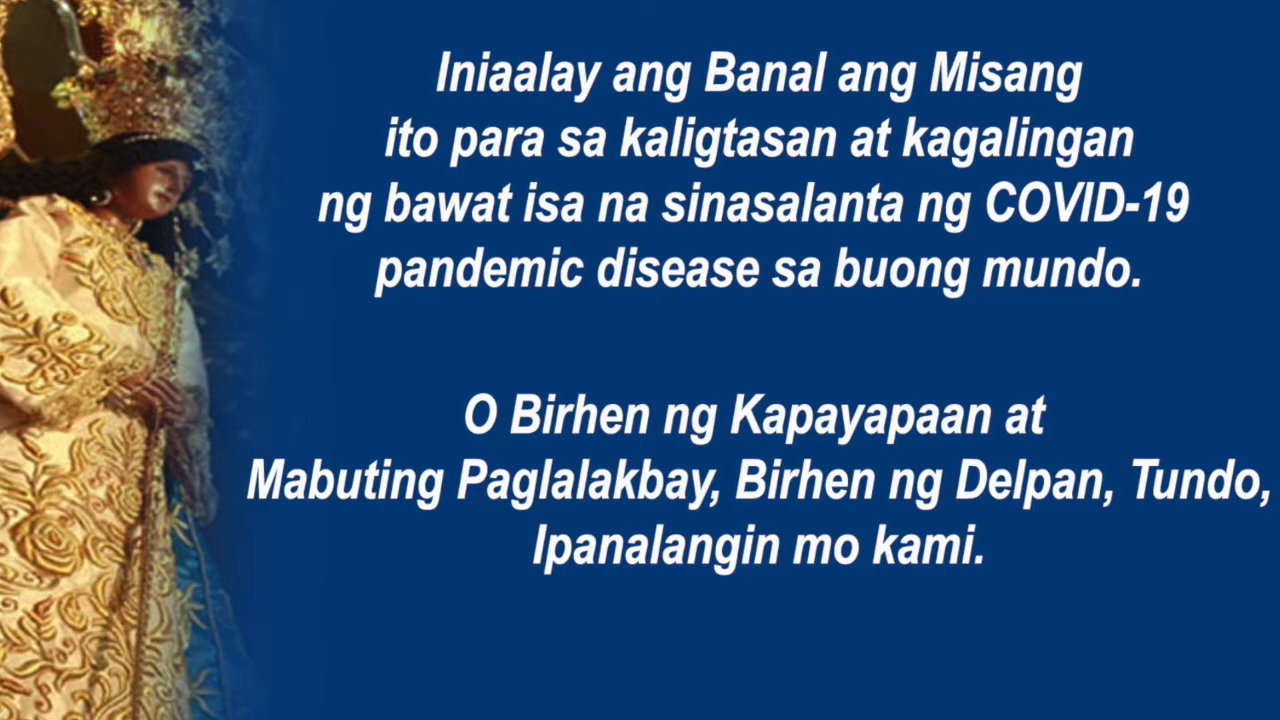 Iniaalay ang Banal ang Misang
ito para sa kaligtasan at kagalingan
ng bawat isa na sinasalanta ng COVID-19
pandemic disease sa buong mundo.
O Birhen ng Kapayapaan at
Mabuting Paglalakbay, Birhen ng Delpan, Tundo,
Ipanalangin mo kami.